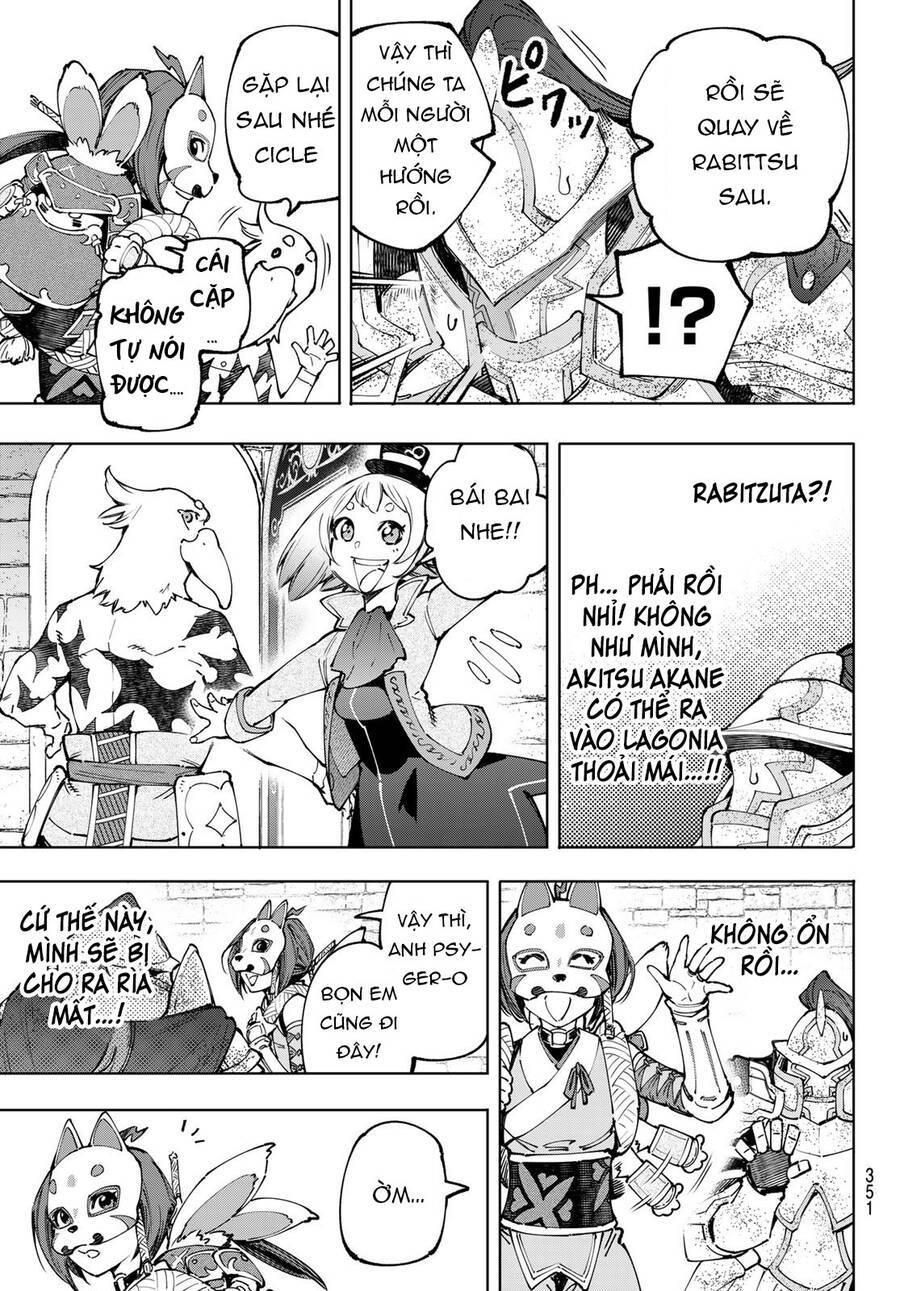 RỒI SẼ
QUAY VỀ
RABITTSU
SAU.
!?
ピクッ
VẬY THÌ
CHÚNG TA
MỖI NGƯỜI
MỘT
HƯỚNG
RỒI.
GẶP LẠI
SAU NHÉ
CICLE
CÁI
CẶP
...
KHÔNG
TỰ NÓI
ĐƯỢC....
RABITZUTA?!
PH... PHẢI RỒI
NHỈ! KHÔNG
NHƯ MÌNH,
AKITSU AKANE
CÓ THỂ RA
VÀO LAGONIA
THOẢI MÁI...!!
BÁI BAI
NHE!!
KHÔNG ỔN
RỒI...
VẬY THÌ,
ANH PSY-
GER-O
BỌN EM
CŨNG ĐI
ĐÂY!
CỨ THẾ NÀY,
MÌNH SẼ BỊ
CHO RA RÌA
MẤT...!
ỜM...
351